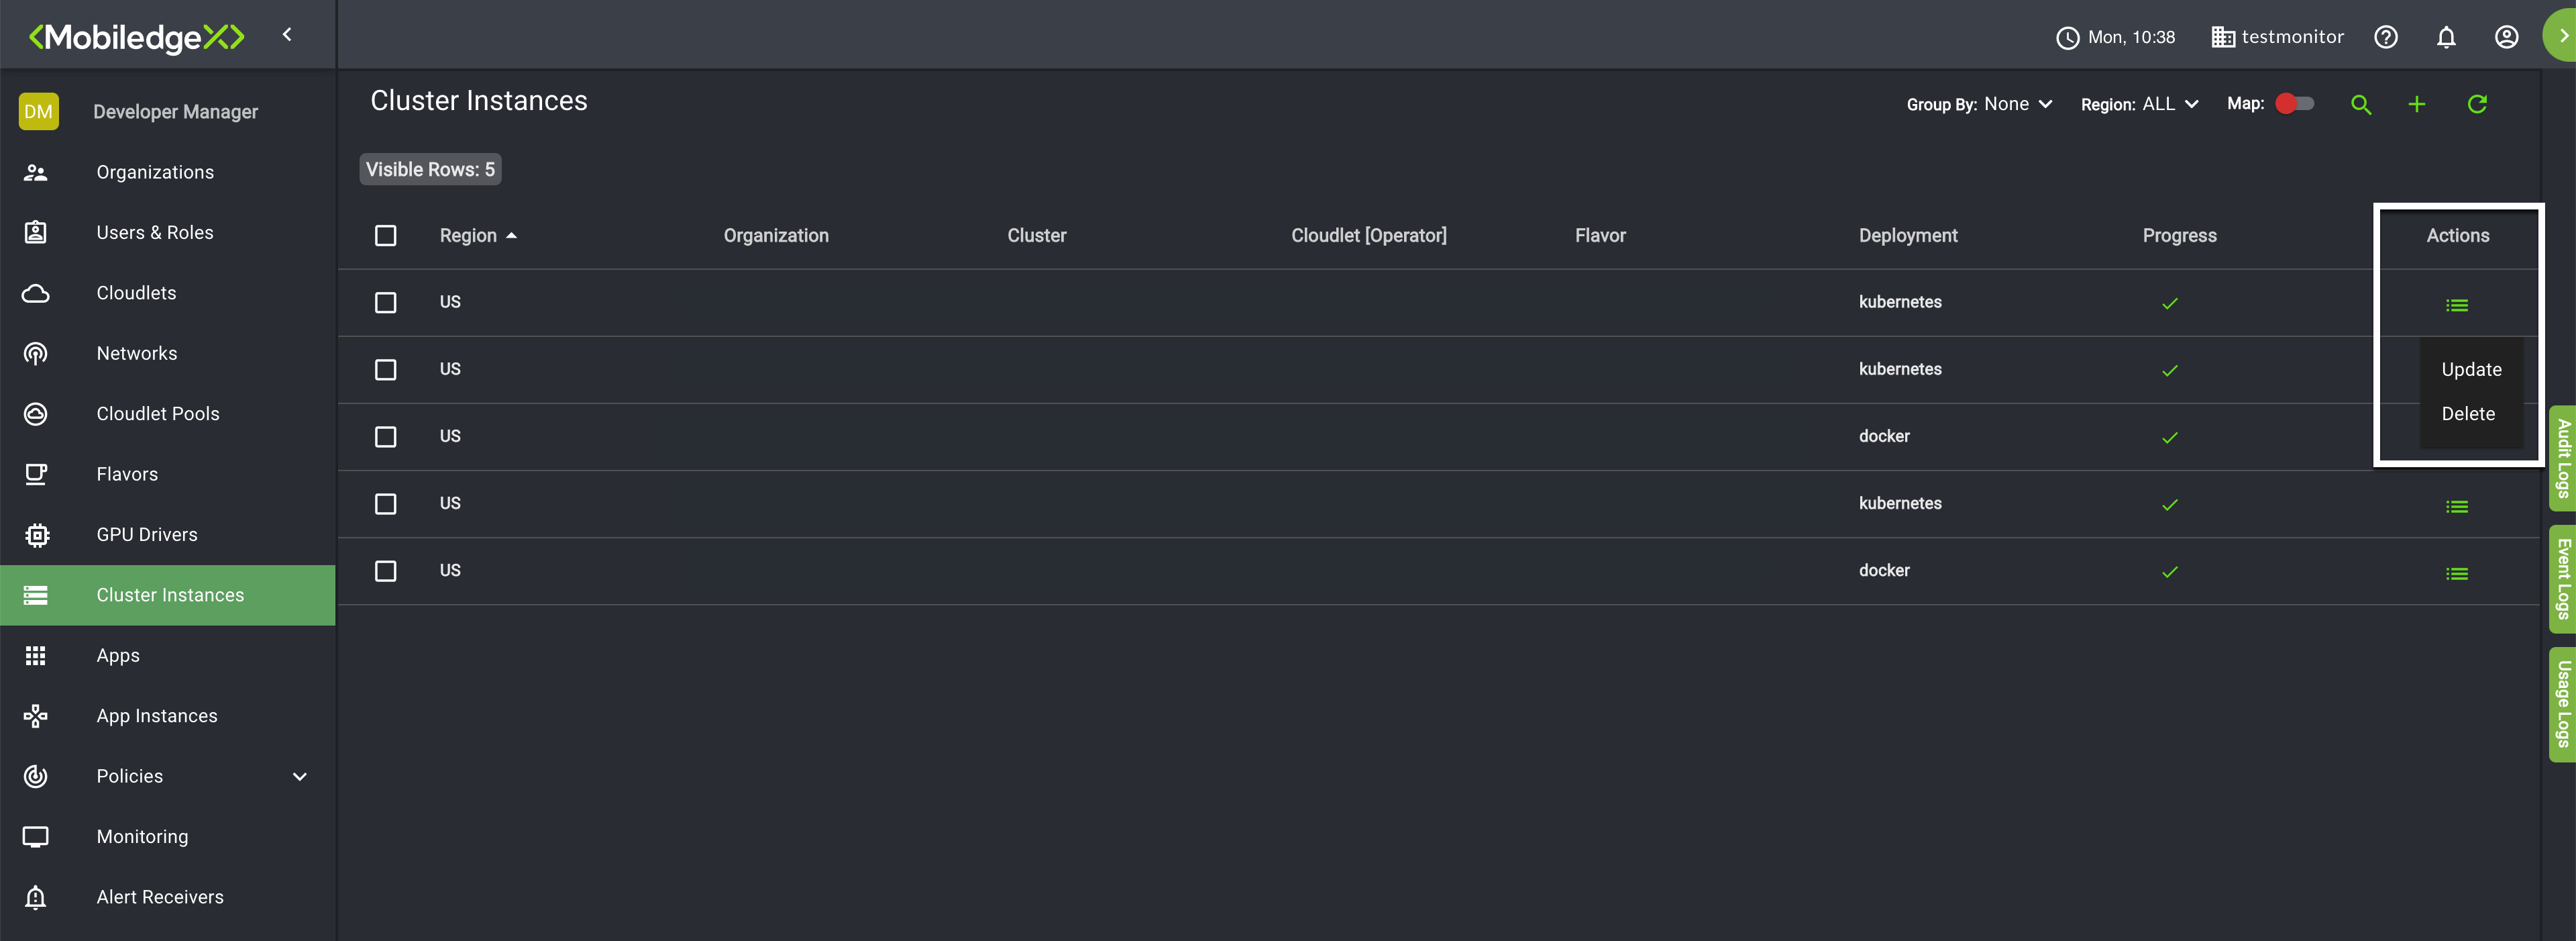 <MobiledgeX>
Mon, 10:38
testmonitor
DM
Developer Manager
Organizations
Users & Roles
Cloudlets
Networks
Cloudlet Pools
Flavors
GPU Drivers
Cluster Instances
Apps
App Instances
Policies
Monitoring
Alert Receivers
Cluster Instances
Group By: None
Region: ALL
Map:
Visible Rows: 5
Region Organization Cluster Cloudlet [Operator] Flavor Deployment Progress Actions
US kubernetes
US kubernetes
US docker
US kubernetes
US docker
Update
Delete
Audit Logs
Event Logs
Usage Logs